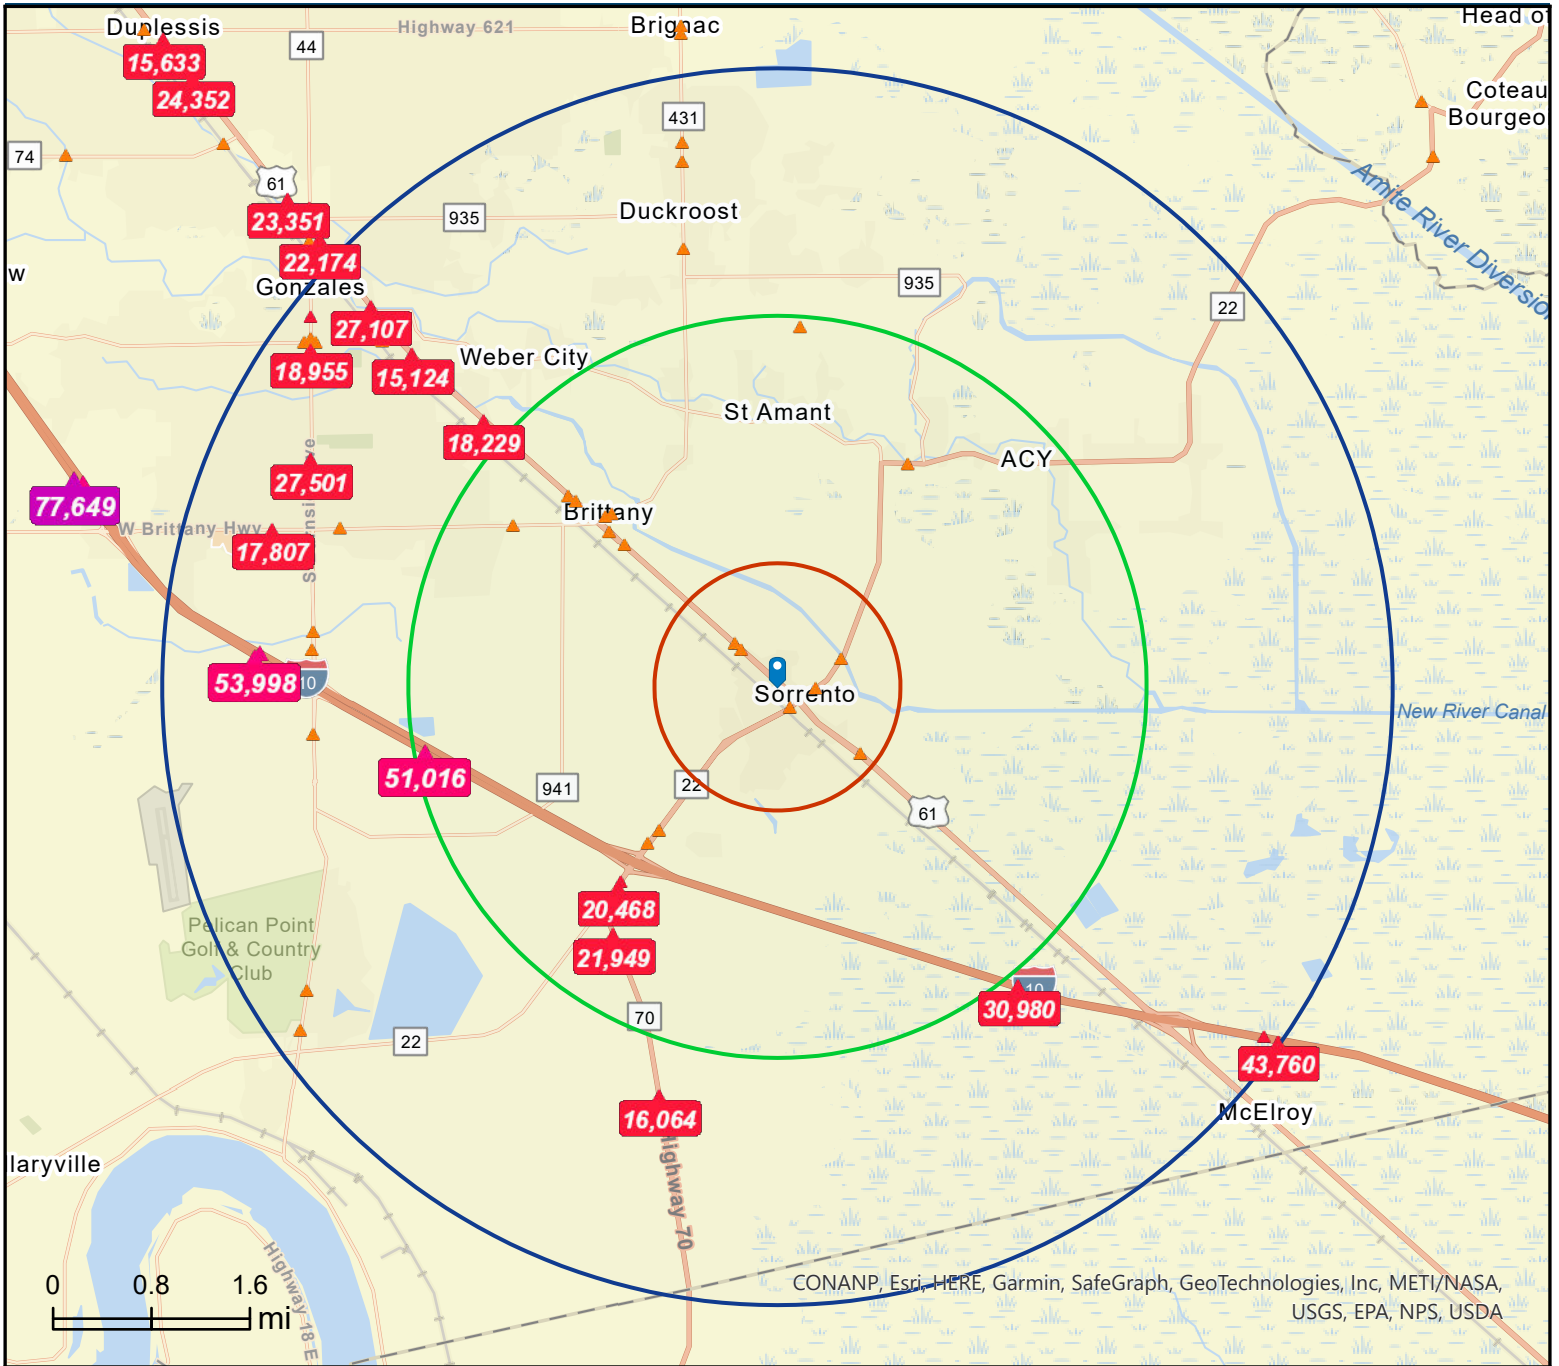 Duplessis
Highway 621
Brignac
Head of
44
15,633
24,352
Coteau
Bourgeo
431
74
61
23,351
935
Duckroost
Amite River Diversion
22,174
w
Gonzales
935
22
27,107
Weber City
18,955
15,124
St Amant
18,229
ACY
27,501
77,649
Brittany
W Brittany Hwy
17,807
53,998
10
Sorrento
New River Canal
51,016
941
22
61
20,468
Pelican Point
Golf & Country
Club
21,949
10
30,980
70
22
43,760
16,064
McElroy
laryville
Highway 70
Highway 18 E
0 0.8 1.6
mi
CONANP, Esri, HERE, Garmin, SafeGraph, GeoTechnologies, Inc, METI/NASA,
USGS, EPA, NPS, USDA